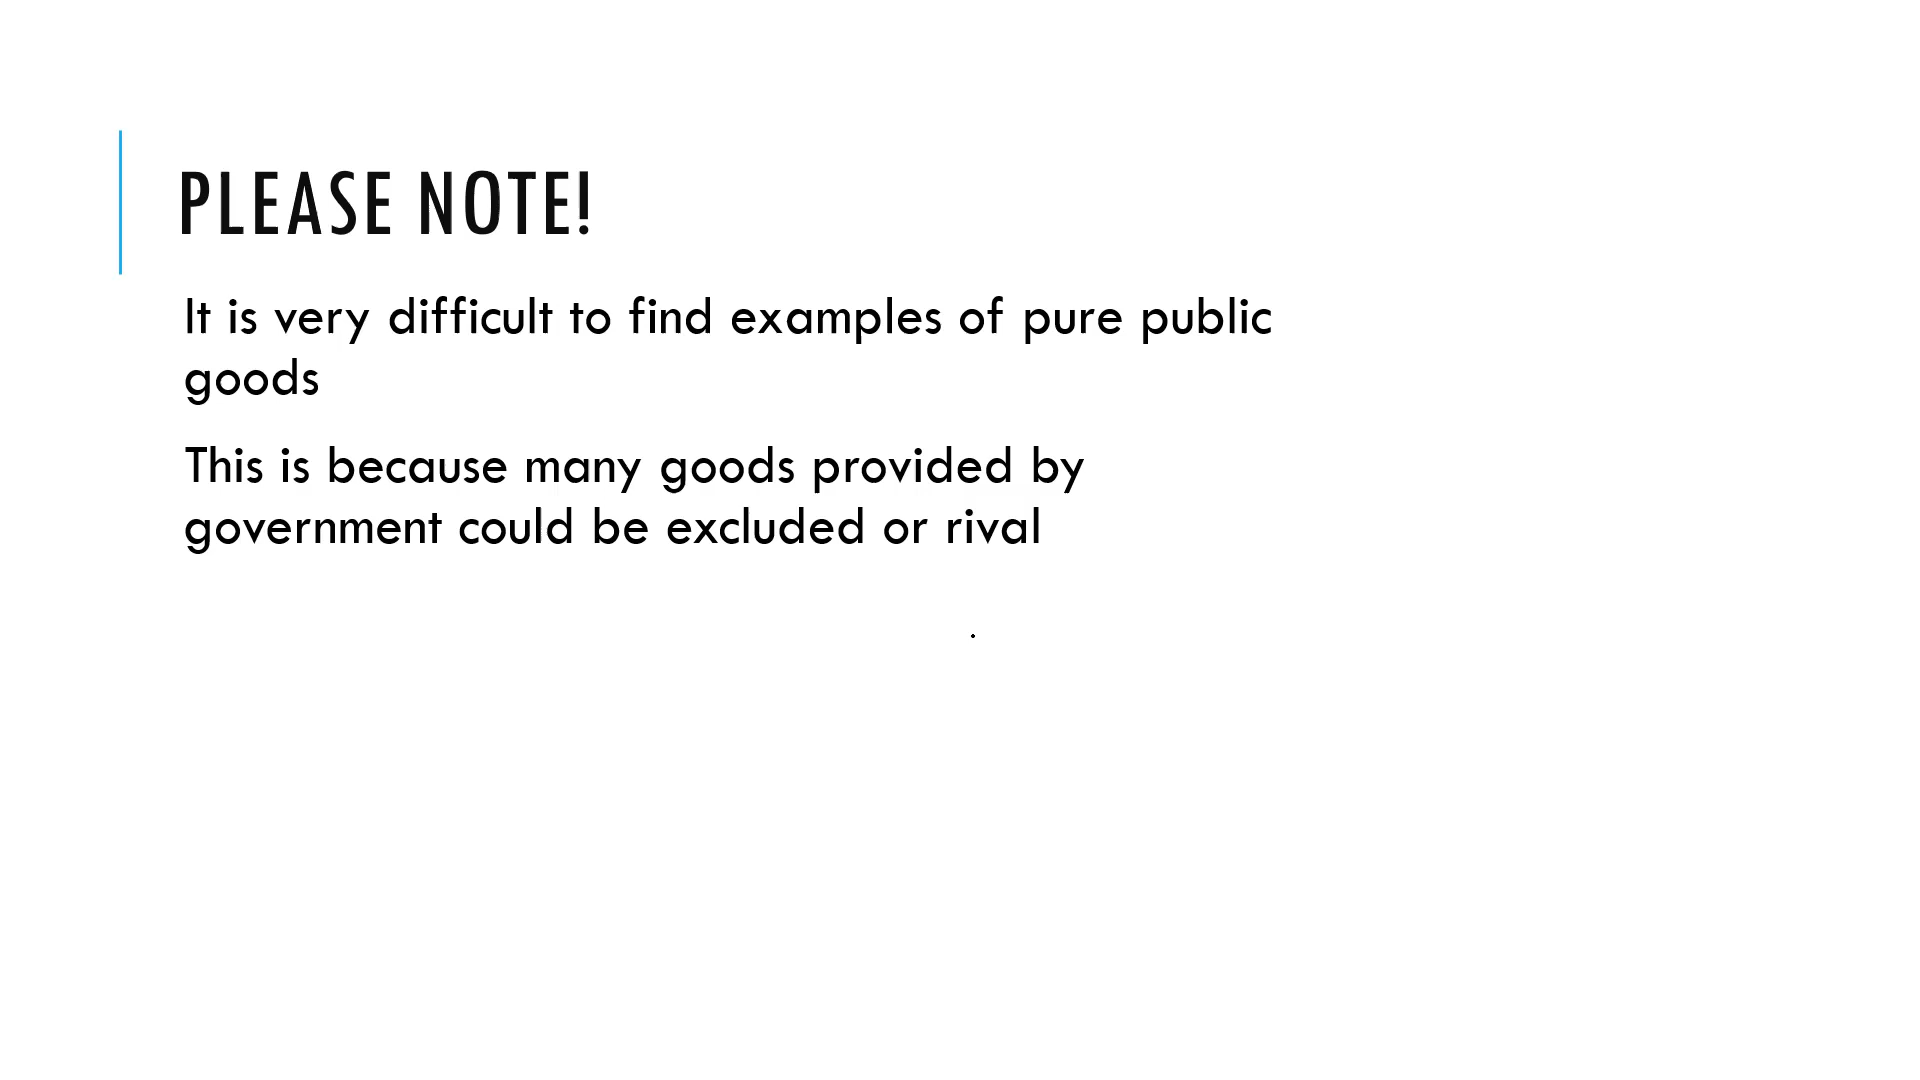 PLEASE NOTE!
It is very difficult to find examples of pure public
goods
This is because many goods provided by
government could be excluded or rival
.